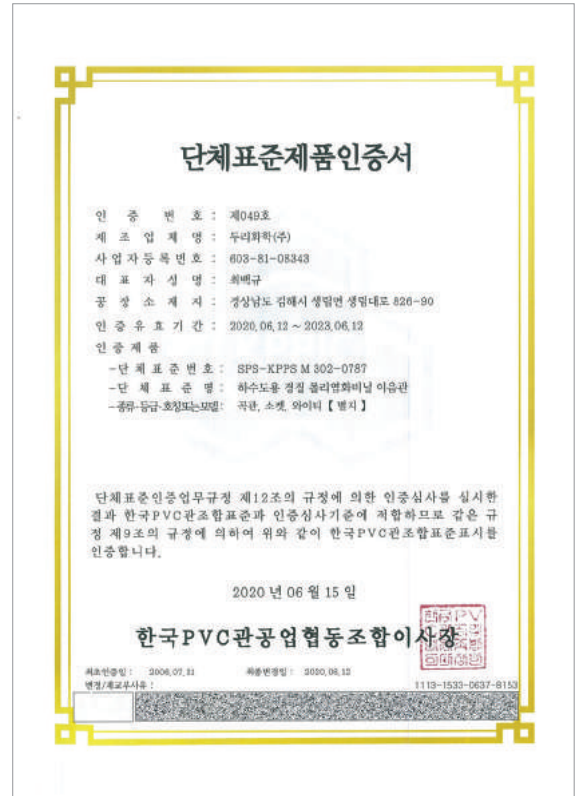 단체표준제품인증서
인 증 번 호 : 제049호
제 조 업 체 명 : 두리화학(주)
사 업 자 등 록 번 호 : 603-81-08343
대 표 자 성 명 : 최백규
공 장 소 재 지 : 경상남도 김해시 생림면 생림대로 826-90
인 증 유 효 기 간 : 2020.06.12 ~ 2023.06.12
인 증 제 품
-단 체 표 준 번 호 : SPS-KPPS M 302-0787
-단 체 표 준 명 : 하수도용 경질 폴리염화비닐 이음관
-종류·등급·호칭또는모델 : 곡관, 소켓, 와이티 【 별지 】
단체표준인증업무규정 제12조의 규정에 의한 인증심사를 실시한
결과 한국PVC관조합표준과 인증심사기준에 적합하므로 같은 규
정 제9조의 규정에 의하여 위와 같이 한국PVC관조합표준표시를
인증합니다.
2020 년 06 월 15 일
한국PVC관공업협동조합이사장
최초인증일 : 2006.07.21 최종변경일 : 2020.06.12
변경/재교부사유 :
1113-1533-0637-8153